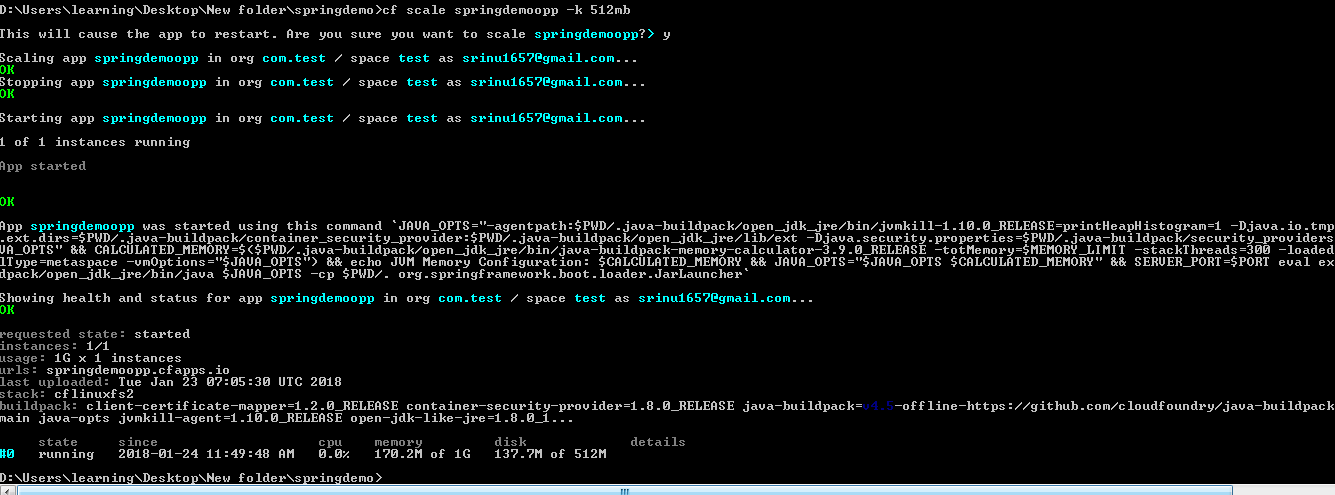 D:\Users\learning\Desktop\New folder\springdemo>cf scale springdemoopp -k 512mb
This will cause the app to restart. Are you sure you want to scale springdemoopp?> y
Scaling app springdemoopp in org com.test / space test as srinu1657@gmail.com...
OK
Stopping app springdemoopp in org com.test / space test as srinu1657@gmail.com...
OK
Starting app springdemoopp in org com.test / space test as srinu1657@gmail.com...
1 of 1 instances running
App started
OK
App springdemoopp was started using this command `JAVA_OPTS="-agentpath:$PWD/.java-buildpack/open_jdk_jre/bin/jvmkill-1.10.0_RELEASE=printHeapHistogram=1 -Djava.io.tmp
.ext.dirs=$PWD/.java-buildpack/container_security_provider:$PWD/.java-buildpack/open_jdk_jre/lib/ext -Djava.security.properties=$PWD/.java-buildpack/security_providers
VA_OPTS" && CALCULATED_MEMORY=$($PWD/.java-buildpack/open_jdk_jre/bin/java-buildpack-memory-calculator-3.9.0_RELEASE -totMemory=$MEMORY_LIMIT -stackThreads=300 -loaded
lType=metaspace -vmOptions="$JAVA_OPTS") && echo JVM Memory Configuration: $CALCULATED_MEMORY && JAVA_OPTS="$JAVA_OPTS $CALCULATED_MEMORY" && SERVER_PORT=$PORT eval ex
dpack/open_jdk_jre/bin/java $JAVA_OPTS -cp $PWD/. org.springframework.boot.loader.JarLauncher`
Showing health and status for app springdemoopp in org com.test / space test as srinu1657@gmail.com...
OK
requested state: started
instances: 1/1
usage: 1G x 1 instances
urls: springdemoopp.cfapps.io
last uploaded: Tue Jan 23 07:05:30 UTC 2018
stack: cflinuxfs2
buildpack: client-certificate-mapper=1.2.0_RELEASE container-security-provider=1.8.0_RELEASE java-buildpack=-offline-https://github.com/cloudfoundry/java-buildpack
main java-opts jvmkill-agent=1.10.0_RELEASE open-jdk-like-jre=1.8.0_1...
state since cpu memory disk details
#0 running 2018-01-24 11:49:48 AM 0.0% 170.2M of 1G 137.7M of 512M
D:\Users\learning\Desktop\New folder\springdemo>